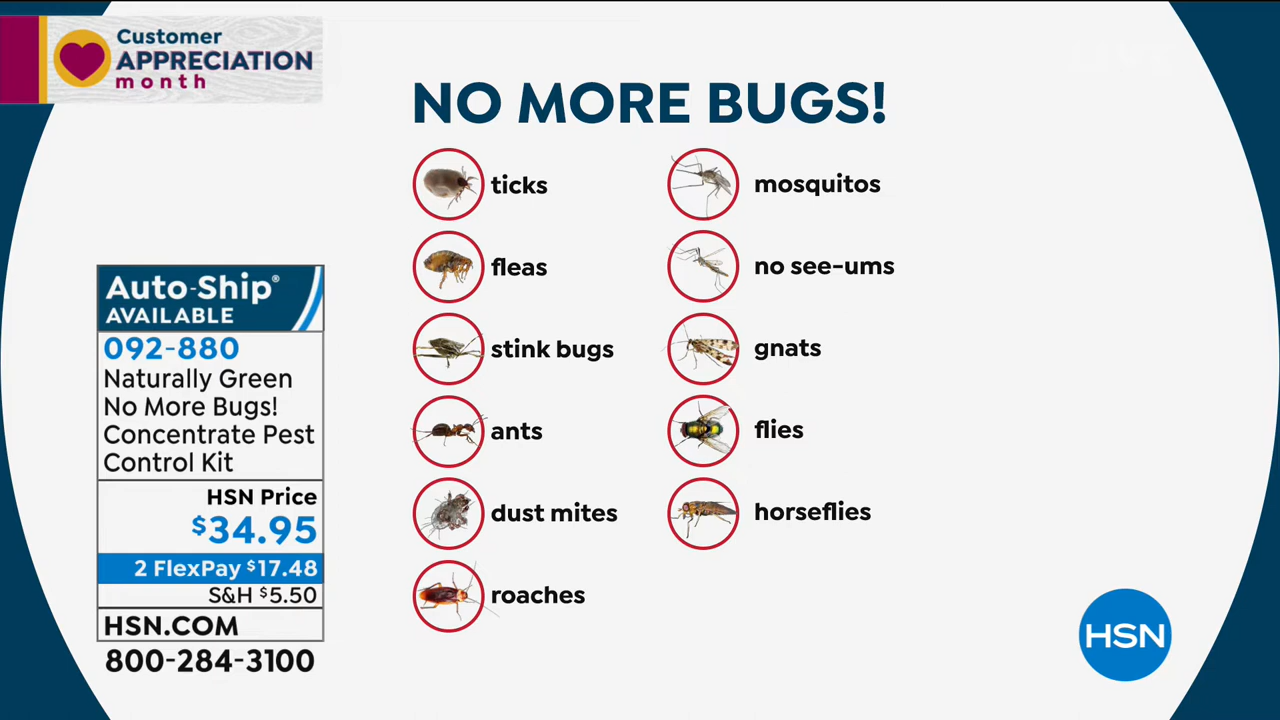 Customer
APPRECIATION
month
NO MORE BUGS!
ticks
mosquitos
fleas
no see-ums
stink bugs
gnats
ants
flies
dust mites
horseflies
roaches
Auto-Ship®
AVAILABLE
092-880
Naturally Green
No More Bugs!
Concentrate Pest
Control Kit
HSN Price
$34.95
2 FlexPay $17.48
S&H $5.50
HSN.COM
800-284-3100
HSN